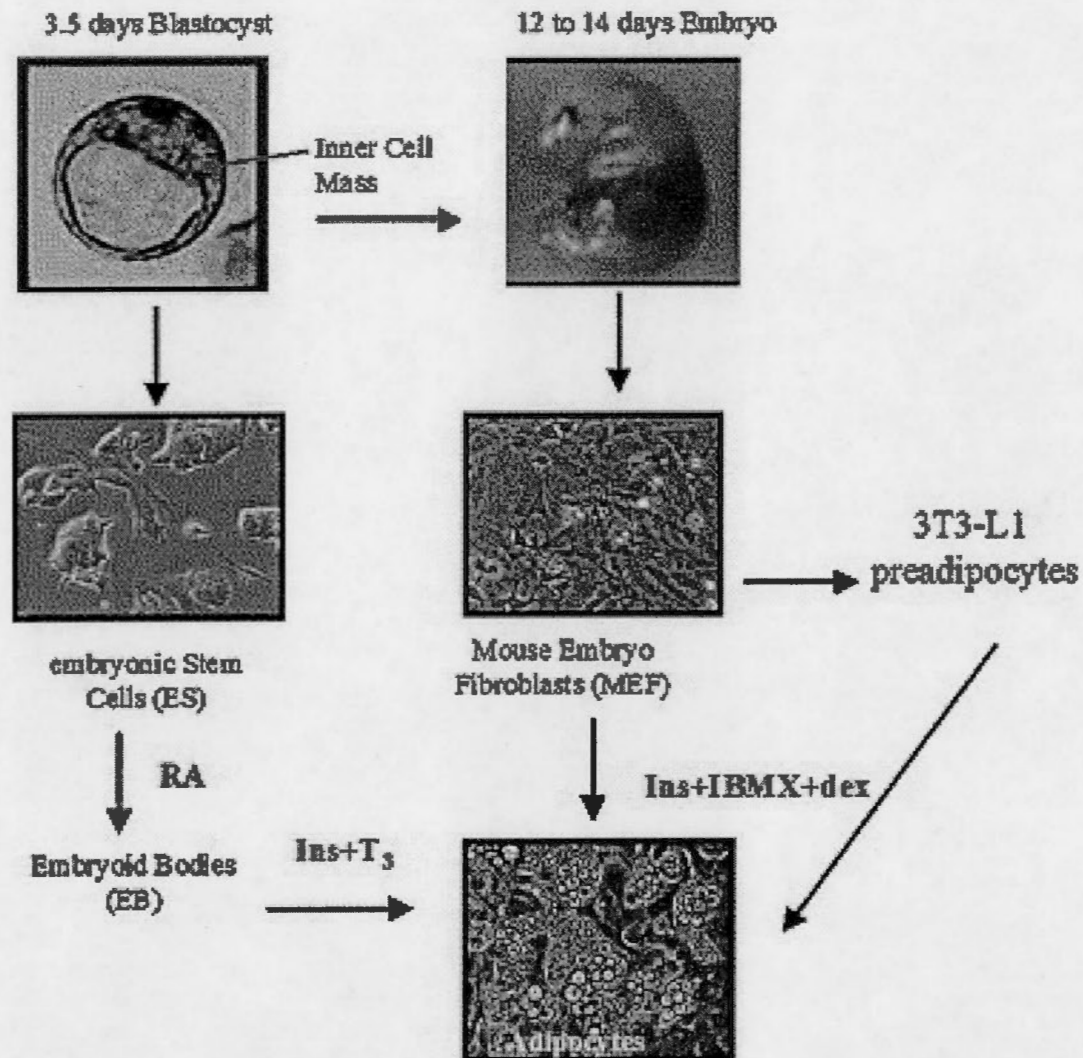 3.5 days Blastocyst
12 to 14 days Embryo
Inner Cell
Mass
embryonic Stem
Cells (ES)
Mouse Embryo
Fibroblasts (MEF)
3T3-L1
preadipocytes
RA
Ins+IBMX+dex
Embryoid Bodies
(EB)
Ins+T₃
Adipocytes